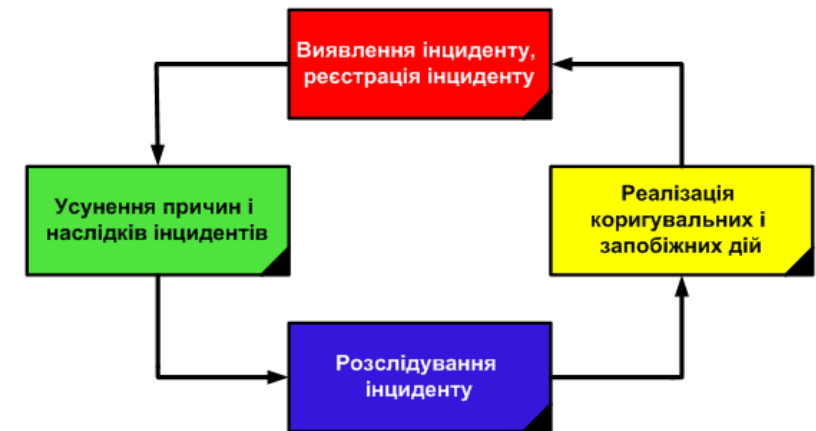 Виявлення інциденту,
реєстрація інциденту
Усунення причин і
наслідків інцидентів
Реалізація
коригувальних і
запобіжних дій
Розслідування
інциденту